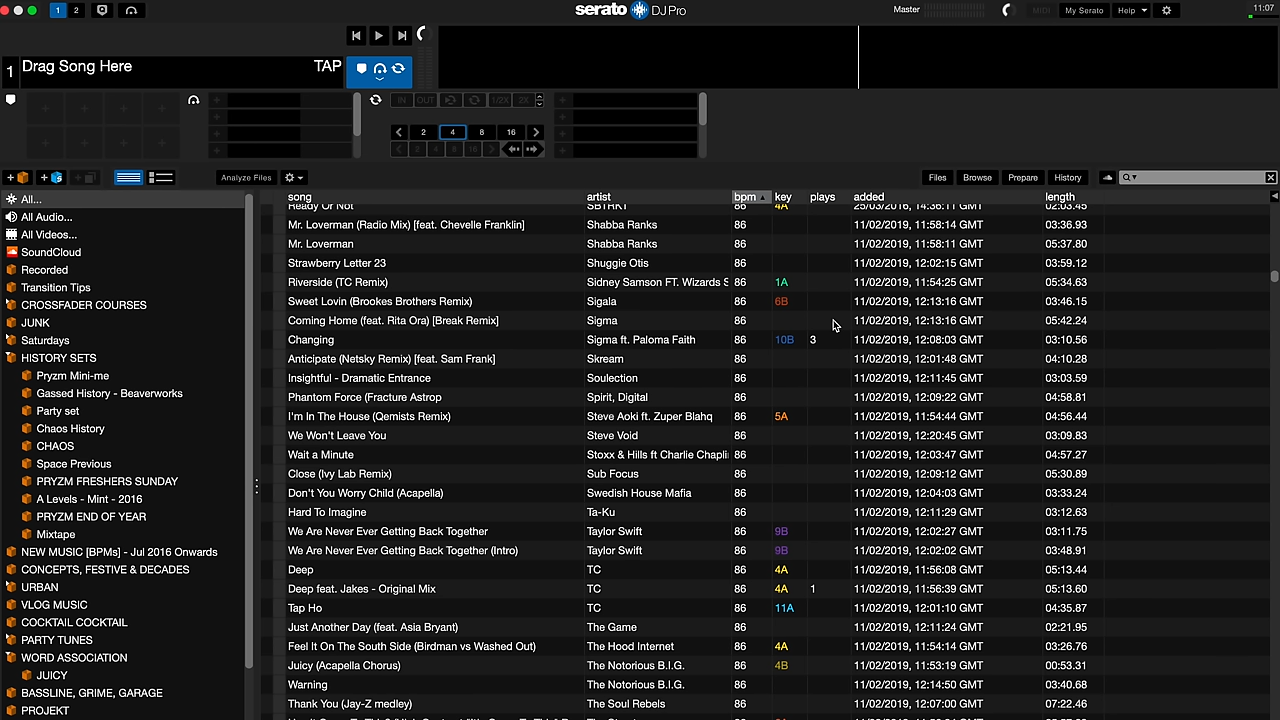 1 2 serato DJ Pro Master MIDI My Serato Help 11:07
1 Drag Song Here TAP
IN OUT 1/2X 2X
2 4 8 16
2 4 8 16
Analyze Files Files Browse Prepare History
song artist bpm key plays added length
All...
All Audio...
All Videos...
SoundCloud
Recorded
Transition Tips
CROSSFADER COURSES
JUNK
Saturdays
HISTORY SETS
Pryzm Mini-me
Gassed History - Beaverworks
Party set
Chaos History
CHAOS
Space Previous
PRYZM FRESHERS SUNDAY
A Levels - Mint - 2016
PRYZM END OF YEAR
Mixtape
NEW MUSIC [BPMs] - Jul 2016 Onwards
CONCEPTS, FESTIVE & DECADES
URBAN
VLOG MUSIC
COCKTAIL COCKTAIL
PARTY TUNES
WORD ASSOCIATION
JUICY
BASSLINE, GRIME, GARAGE
PROJEKT
Ready Or Not SBTRKT 86 4A 25/03/2016, 14:36:11 GMT 02:03.45
Mr. Loverman (Radio Mix) [feat. Chevelle Franklin] Shabba Ranks 86 11/02/2019, 11:58:14 GMT 03:36.93
Mr. Loverman Shabba Ranks 86 11/02/2019, 11:58:11 GMT 05:37.80
Strawberry Letter 23 Shuggie Otis 86 11/02/2019, 12:02:15 GMT 03:59.12
Riverside (TC Remix) Sidney Samson FT. Wizards S 86 1A 11/02/2019, 11:54:25 GMT 05:34.63
Sweet Lovin (Brookes Brothers Remix) Sigala 86 6B 11/02/2019, 12:13:16 GMT 03:46.15
Coming Home (feat. Rita Ora) [Break Remix] Sigma 86 11/02/2019, 12:13:16 GMT 05:42.24
Changing Sigma ft. Paloma Faith 86 10B 3 11/02/2019, 12:08:03 GMT 03:10.56
Anticipate (Netsky Remix) [feat. Sam Frank] Skream 86 11/02/2019, 12:01:48 GMT 04:10.28
Insightful - Dramatic Entrance Soulection 86 11/02/2019, 12:11:45 GMT 03:03.59
Phantom Force (Fracture Astrop Spirit, Digital 86 11/02/2019, 12:09:22 GMT 04:58.81
I'm In The House (Qemists Remix) Steve Aoki ft. Zuper Blahq 86 5A 11/02/2019, 11:54:44 GMT 04:56.44
We Won't Leave You Steve Void 86 11/02/2019, 12:20:45 GMT 03:09.83
Wait a Minute Stoxx & Hills ft Charlie Chaplin 86 11/02/2019, 12:03:47 GMT 04:57.27
Close (Ivy Lab Remix) Sub Focus 86 11/02/2019, 12:09:12 GMT 05:30.89
Don't You Worry Child (Acapella) Swedish House Mafia 86 11/02/2019, 12:04:03 GMT 03:33.24
Hard To Imagine Ta-Ku 86 11/02/2019, 12:11:29 GMT 03:12.63
We Are Never Ever Getting Back Together Taylor Swift 86 9B 11/02/2019, 12:02:27 GMT 03:11.75
We Are Never Ever Getting Back Together (Intro) Taylor Swift 86 9B 11/02/2019, 12:02:02 GMT 03:48.91
Deep TC 86 4A 11/02/2019, 11:56:08 GMT 05:13.44
Deep feat. Jakes - Original Mix TC 86 4A 1 11/02/2019, 11:56:39 GMT 05:13.60
Tap Ho TC 86 11A 11/02/2019, 12:01:10 GMT 04:35.87
Just Another Day (feat. Asia Bryant) The Game 86 11/02/2019, 12:11:24 GMT 02:21.95
Feel It On The South Side (Birdman vs Washed Out) The Hood Internet 86 4A 11/02/2019, 11:54:14 GMT 03:26.76
Juicy (Acapella Chorus) The Notorious B.I.G. 86 4B 11/02/2019, 11:53:19 GMT 00:53.31
Warning The Notorious B.I.G. 86 11/02/2019, 12:14:50 GMT 03:40.68
Thank You (Jay-Z medley) The Soul Rebels 86 11/02/2019, 12:07:00 GMT 07:22.46